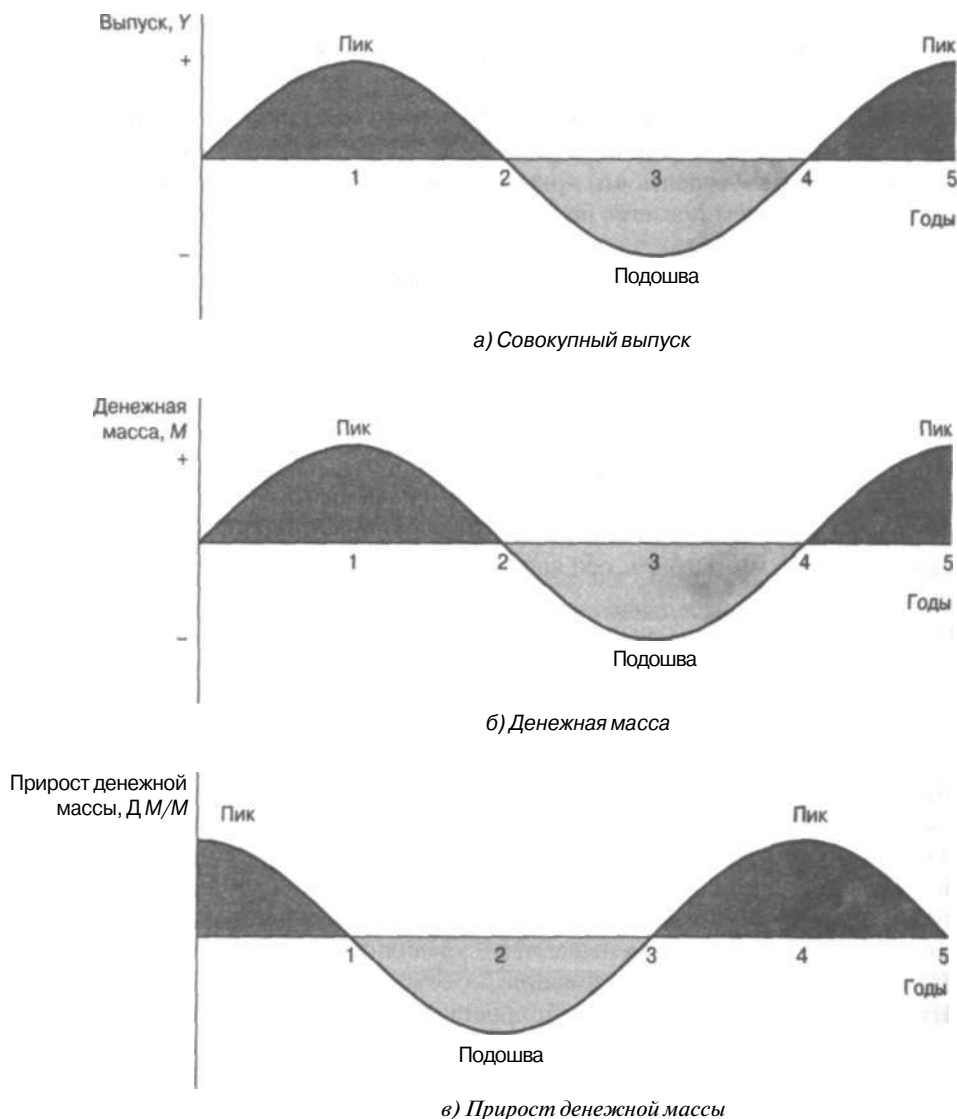 Выпуск, Y
+
Пик
Пик
1
2
3
4
5
Годы
–
Подошва
а) Совокупный выпуск
Денежная
масса, M
+
Пик
Пик
1
2
3
4
5
Годы
–
Подошва
б) Денежная масса
Прирост денежной
массы, Д M/M
Пик
Пик
1
2
3
4
5
Годы
Подошва
в) Прирост денежной массы